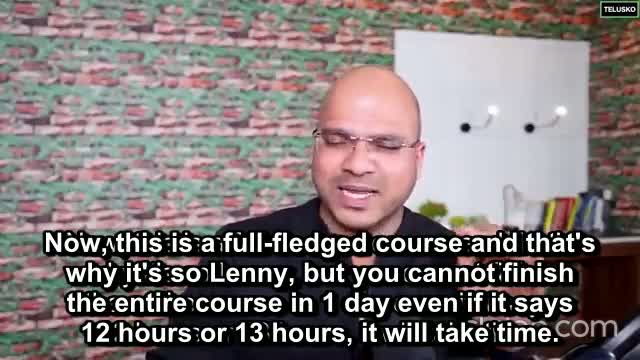 TELUSKO
Now, this is a full-fledged course and that's
why it's so Lenny, but you cannot finish
the entire course in 1 day even if it says
12 hours or 13 hours, it will take time.